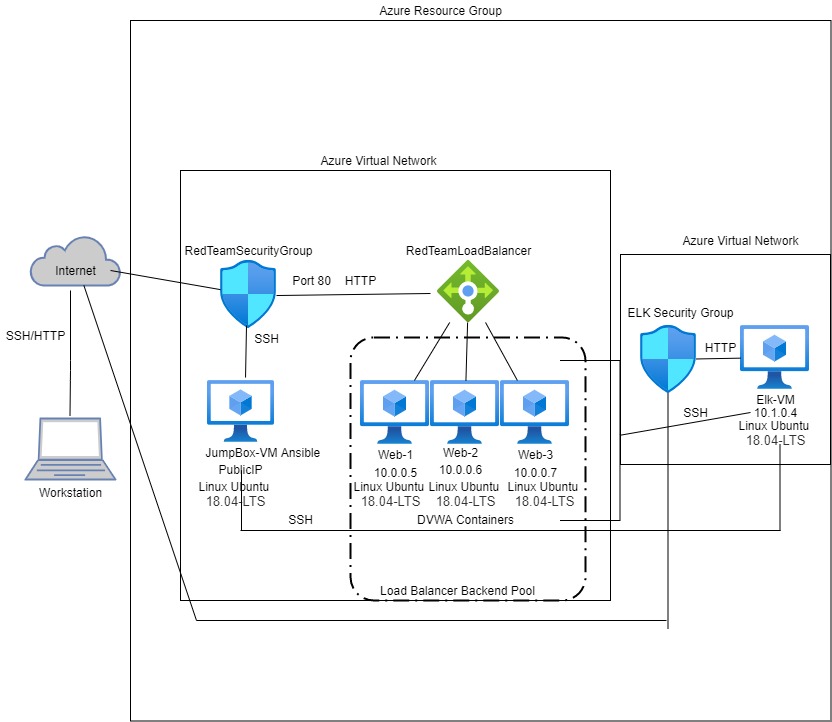 Azure Resource Group
Azure Virtual Network
Azure Virtual Network
RedTeamSecurityGroup
RedTeamLoadBalancer
Internet
Port 80 HTTP
SSH/HTTP
SSH
ELK Security Group
HTTP
SSH
Elk-VM
10.1.0.4
Linux Ubuntu
18.04-LTS
JumpBox-VM Ansible
PublicIP
Linux Ubuntu
18.04-LTS
Web-1
10.0.0.5
Linux Ubuntu
18.04-LTS
Web-2
10.0.0.6
Linux Ubuntu
18.04-LTS
Web-3
10.0.0.7
Linux Ubuntu
18.04-LTS
Workstation
SSH
DVWA Containers
Load Balancer Backend Pool